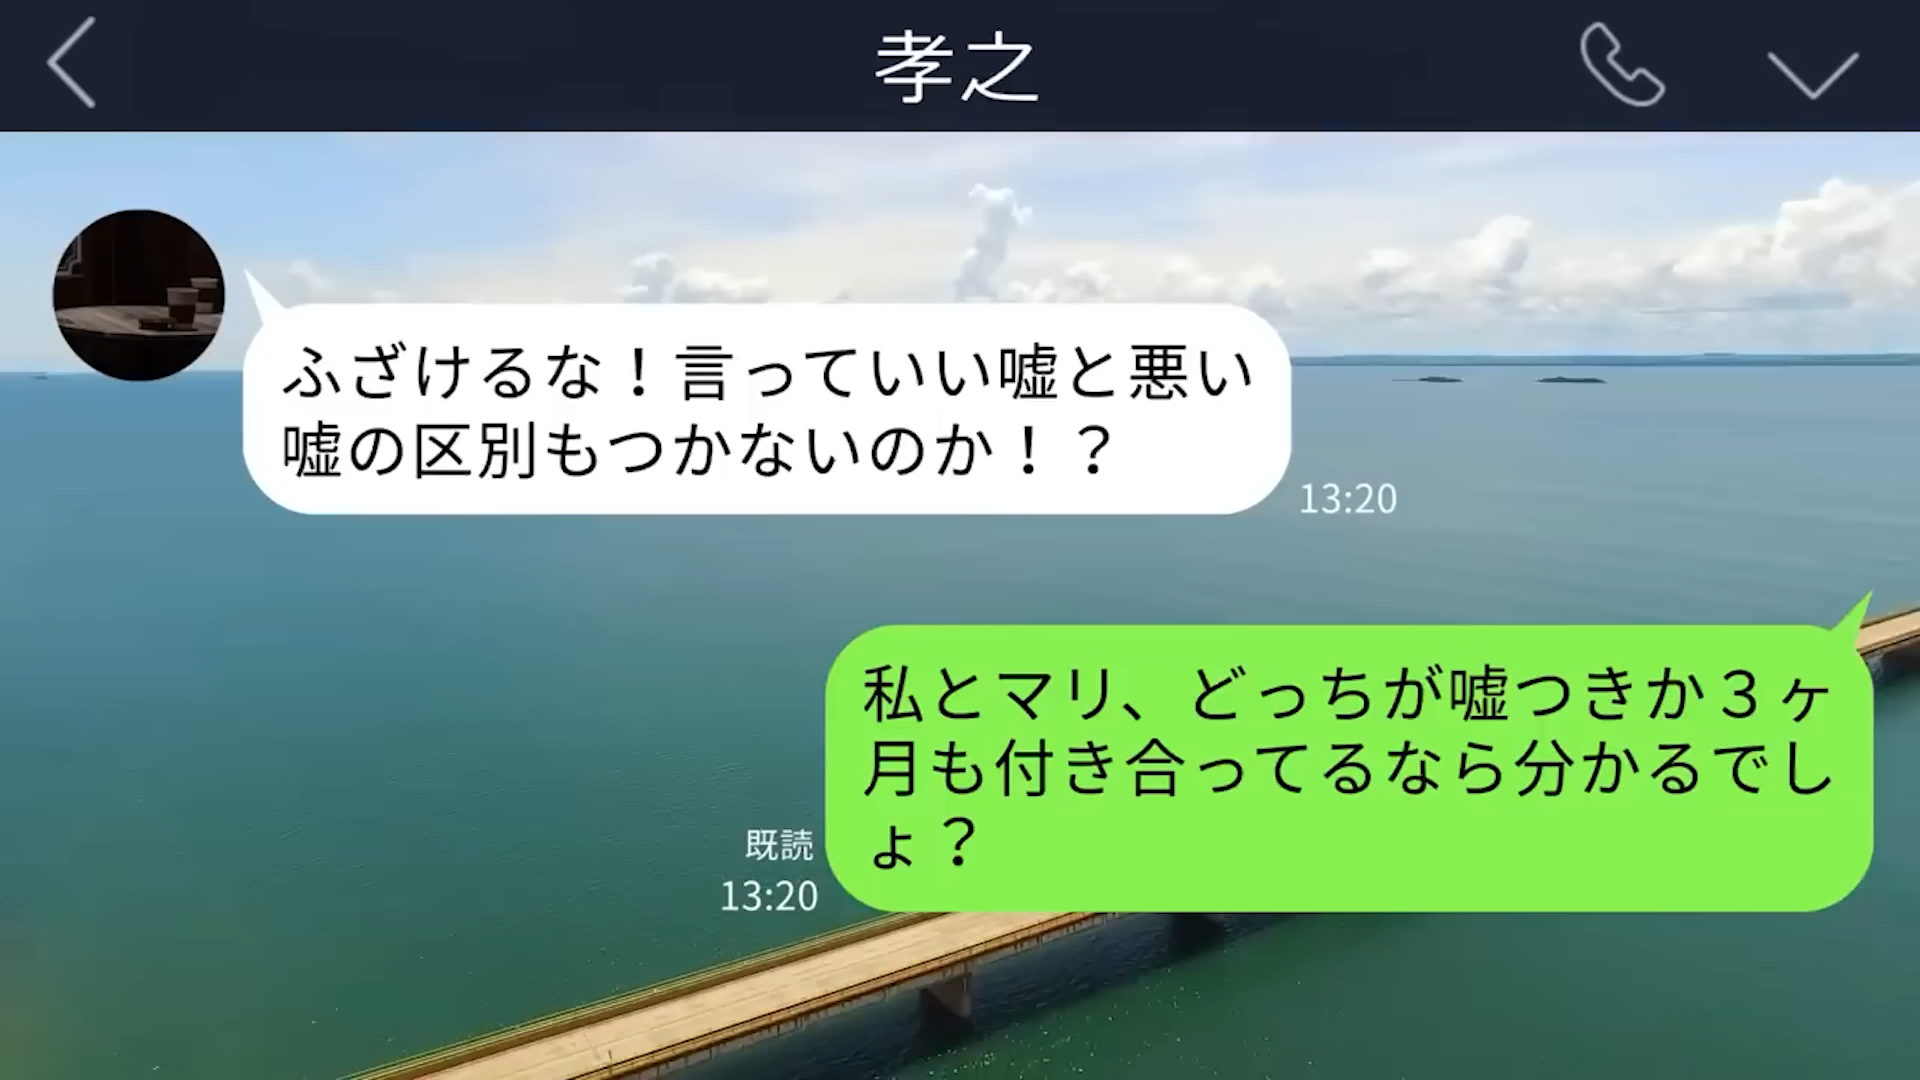 孝之
ふざけるな！言っていい嘘と悪い
嘘の区別もつかないのか！？
13:20
私とマリ、どっちが嘘つきか３ヶ
月も付き合ってるなら分かるでし
ょ？
既読
13:20